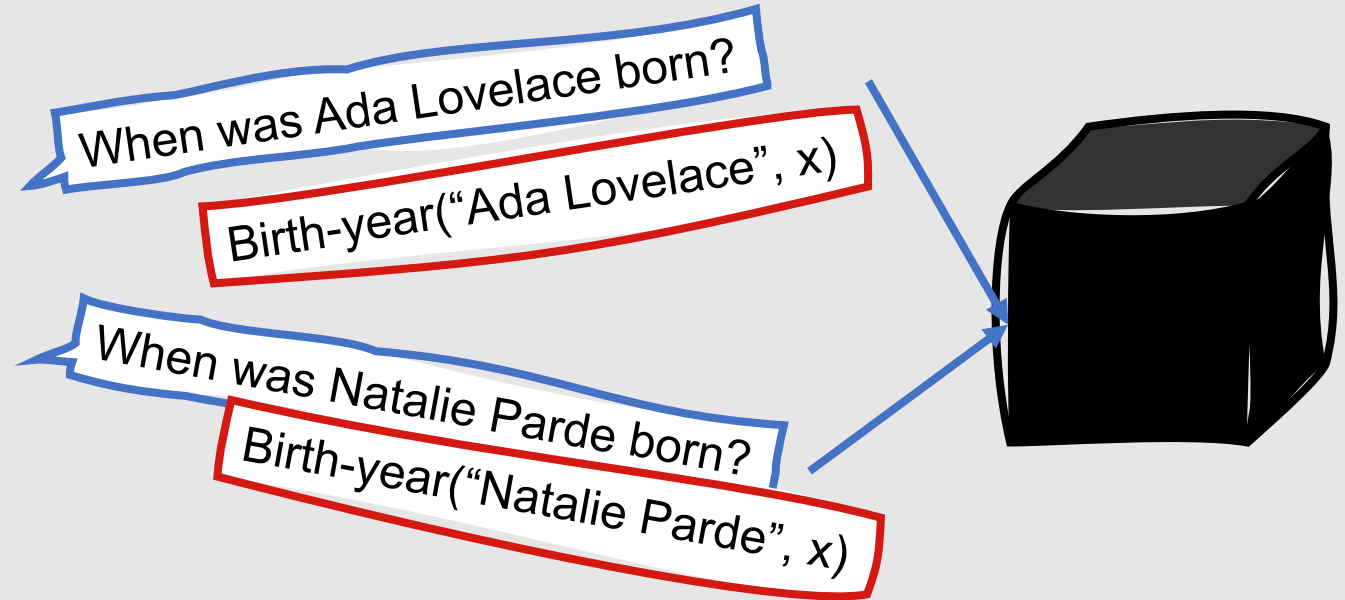 When was Ada Lovelace born?
Birth-year(“Ada Lovelace”, x)
When was Natalie Parde born?
Birth-year(“Natalie Parde”, x)